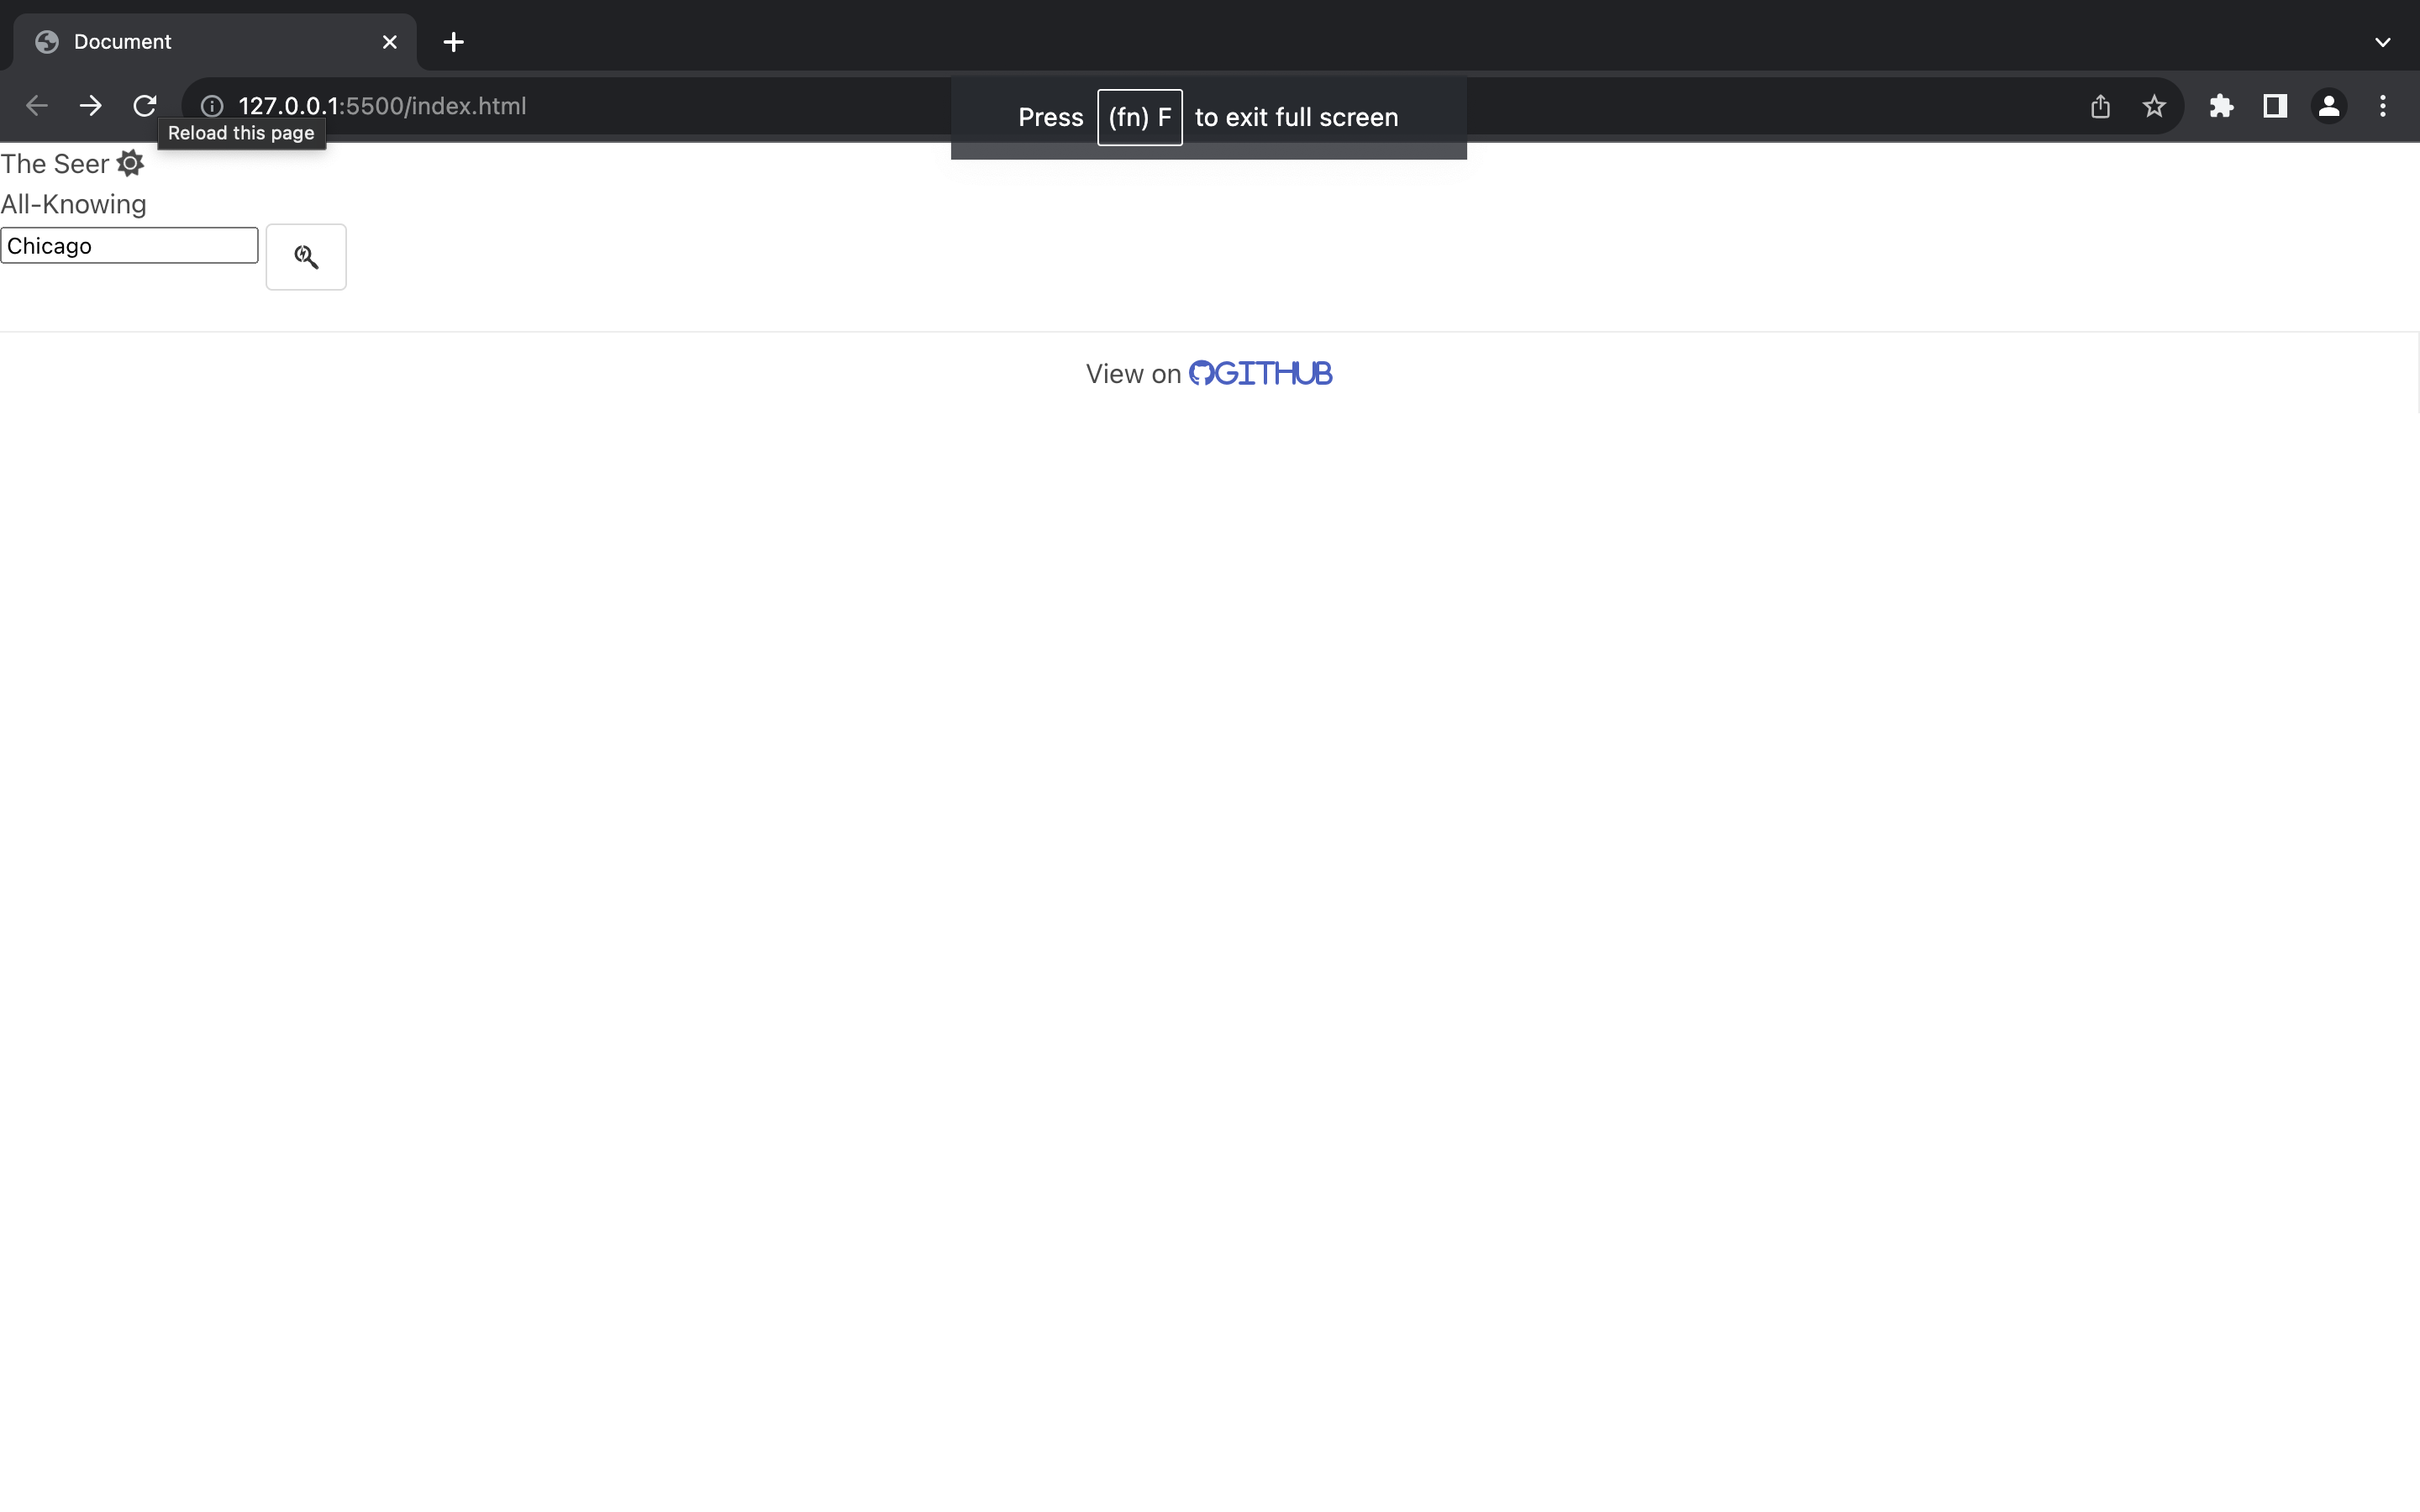 Document
127.0.0.1:5500/index.html
Press (fn) F to exit full screen
Reload this page
The Seer
All-Knowing
Chicago
View on GITHUB